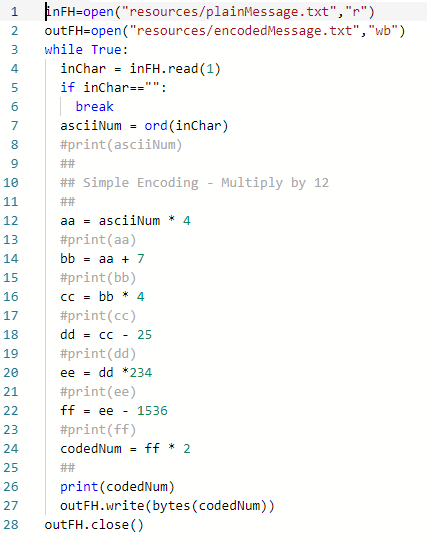 1 inFH=open("resources/plainMessage.txt","r")
2 outFH=open("resources/encodedMessage.txt","wb")
3 while True:
4   inChar = inFH.read(1)
5   if inChar=="":
6     break
7   asciiNum = ord(inChar)
8   #print(asciiNum)
9   ##
10   ## Simple Encoding - Multiply by 12
11   ##
12   aa = asciiNum * 4
13   #print(aa)
14   bb = aa + 7
15   #print(bb)
16   cc = bb * 4
17   #print(cc)
18   dd = cc - 25
19   #print(dd)
20   ee = dd *234
21   #print(ee)
22   ff = ee - 1536
23   #print(ff)
24   codedNum = ff * 2
25   ##
26   print(codedNum)
27   outFH.write(bytes(codedNum))
28 outFH.close()